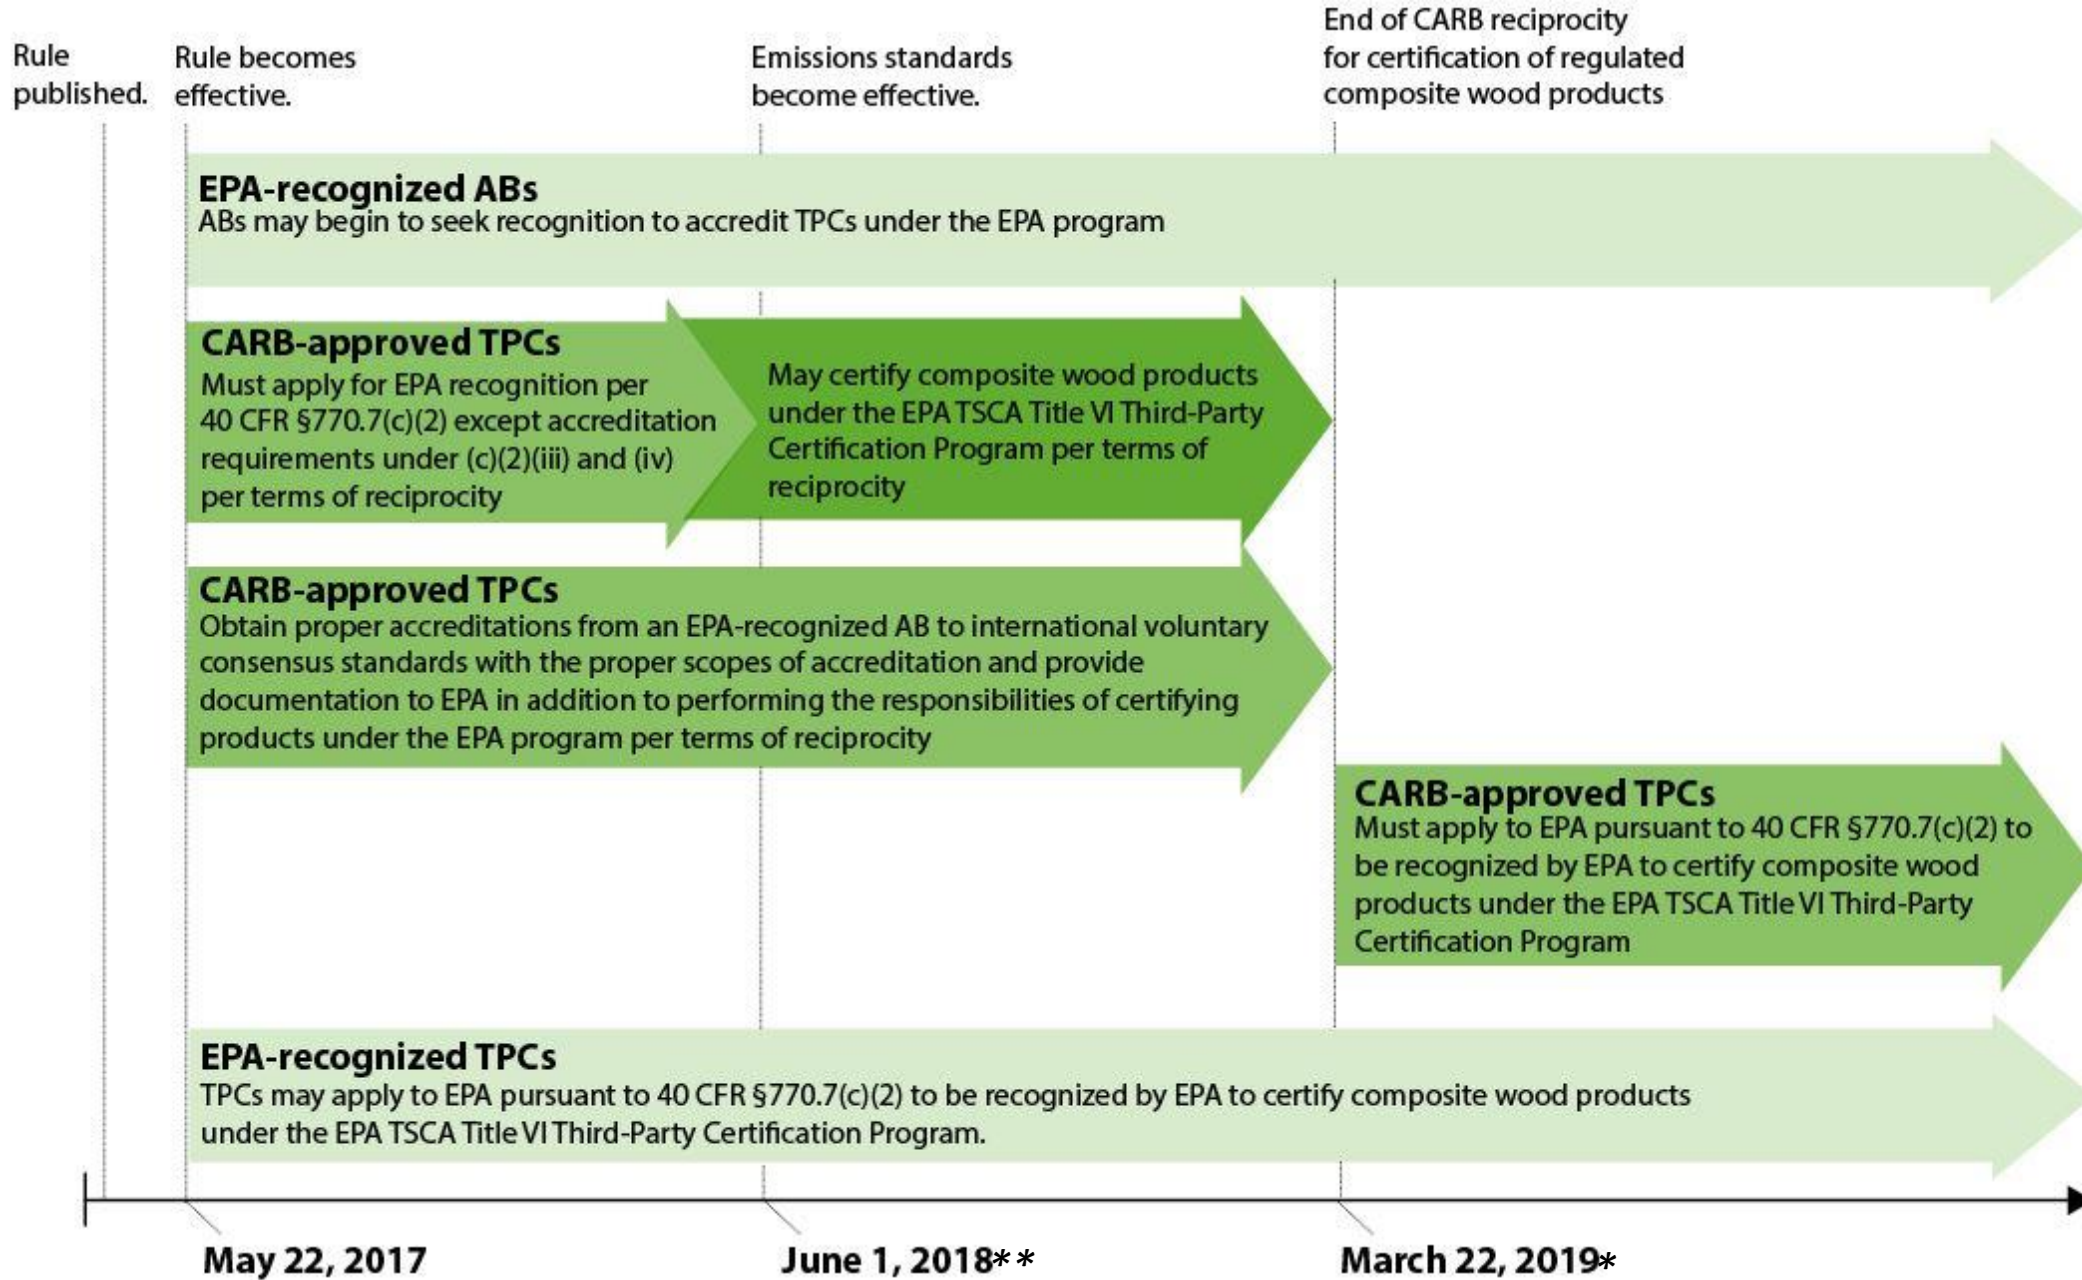 Rule
published.
Rule becomes
effective.
Emissions standards
become effective.
End of CARB reciprocity
for certification of regulated
composite wood products
EPA-recognized ABs
ABs may begin to seek recognition to accredit TPCs under the EPA program
CARB-approved TPCs
Must apply for EPA recognition per
40 CFR §770.7(c)(2) except accreditation
requirements under (c)(2)(iii) and (iv)
per terms of reciprocity
May certify composite wood products
under the EPA TSCA Title VI Third-Party
Certification Program per terms of
reciprocity
CARB-approved TPCs
Obtain proper accreditations from an EPA-recognized AB to international voluntary
consensus standards with the proper scopes of accreditation and provide
documentation to EPA in addition to performing the responsibilities of certifying
products under the EPA program per terms of reciprocity
CARB-approved TPCs
Must apply to EPA pursuant to 40 CFR §770.7(c)(2) to
be recognized by EPA to certify composite wood
products under the EPA TSCA Title VI Third-Party
Certification Program
EPA-recognized TPCs
TPCs may apply to EPA pursuant to 40 CFR §770.7(c)(2) to be recognized by EPA to certify composite wood products
under the EPA TSCA Title VI Third-Party Certification Program.
May 22, 2017
June 1, 2018**
March 22, 2019*